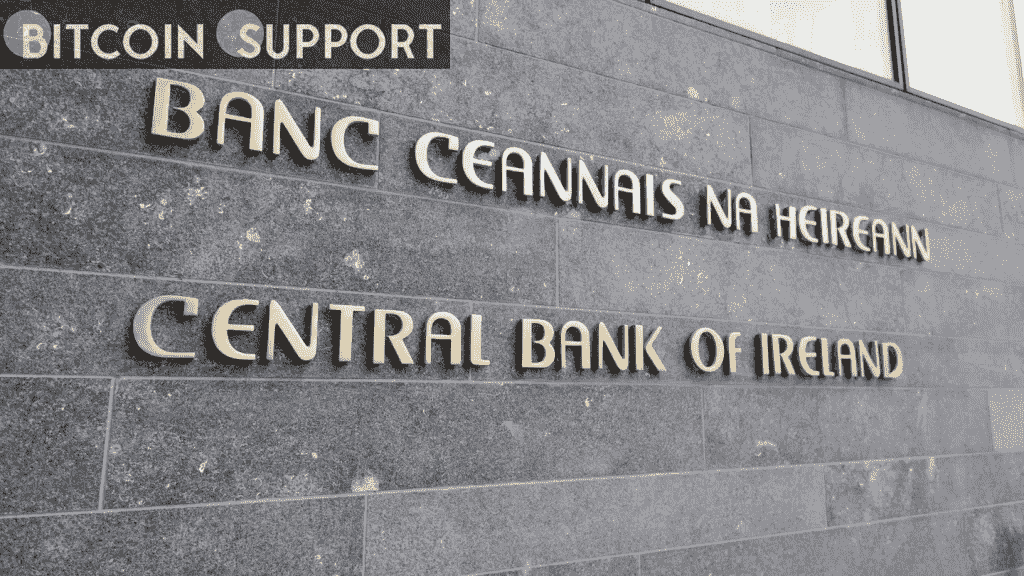 BITCOIN SUPPORT
BANC CEANNAIS NA HEIREANN
CENTRAL BANK OF IRELAND